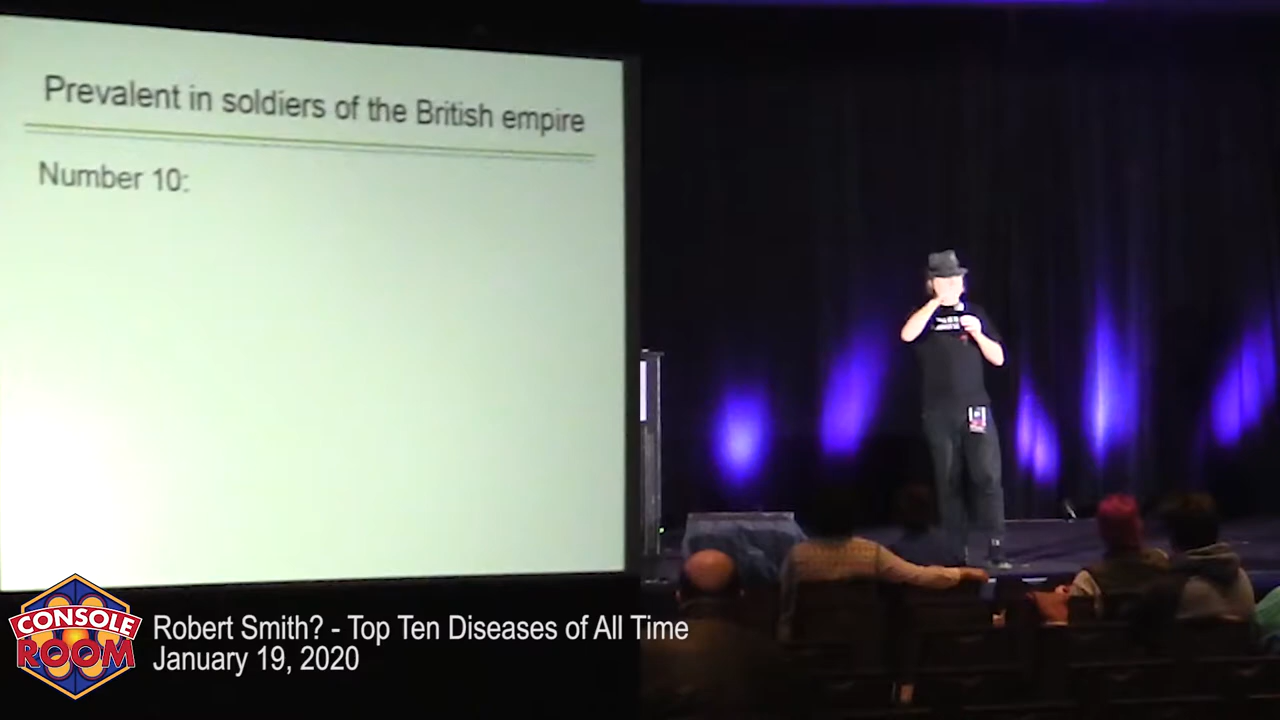 Prevalent in soldiers of the British empire
Number 10:
CONSOLE
ROOM
Robert Smith? - Top Ten Diseases of All Time
January 19, 2020